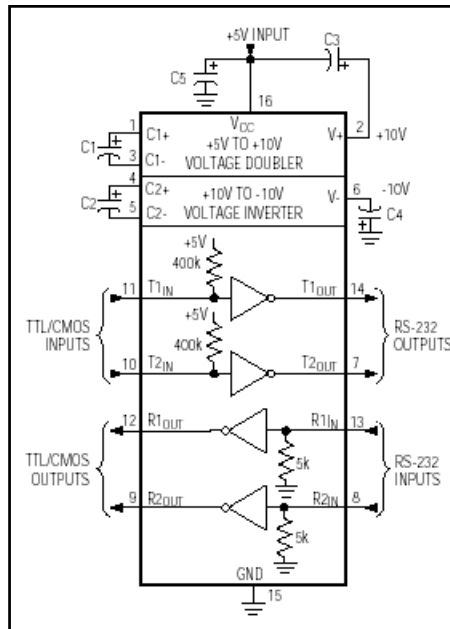 +5V INPUT
C3
C5
16
1
C1+
VCC
V+
2
+10V
C1
+5V TO +10V
3
C1-
VOLTAGE DOUBLER
4
C2+
+10V TO -10V
V-
6
-10V
C2
5
C2-
VOLTAGE INVERTER
C4
+5V
400k
11
T1IN
T1OUT
14
TTL/CMOS
INPUTS
+5V
400k
RS-232
OUTPUTS
10
T2IN
T2OUT
7
12
R1OUT
R1IN
13
TTL/CMOS
OUTPUTS
5k
RS-232
INPUTS
9
R2OUT
R2IN
8
5k
GND
15